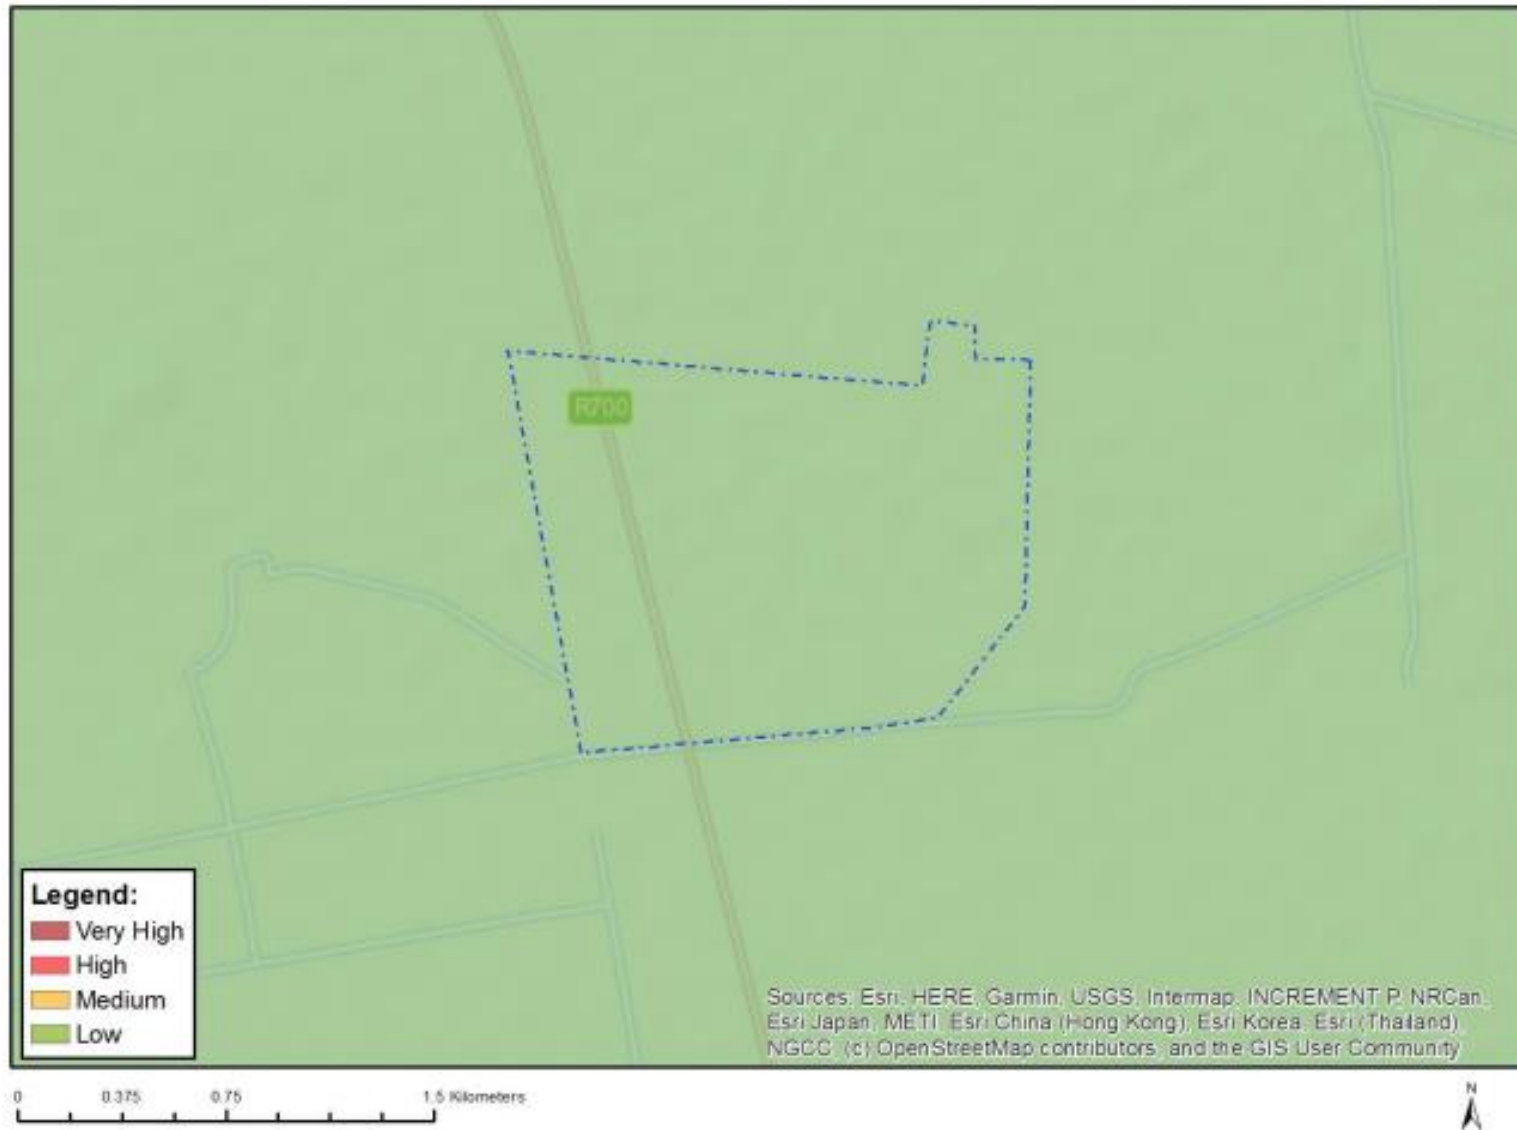 R700
Legend:
Very High
High
Medium
Low
Sources: Esri, HERE, Garmin, USGS, Intermap, INCREMENT P, NRCan,
Esri Japan, METI, Esri China (Hong Kong), Esri Korea, Esri (Thailand),
NGCC, (c) OpenStreetMap contributors, and the GIS User Community
0 0.375 0.75 1.5 Kilometers
N